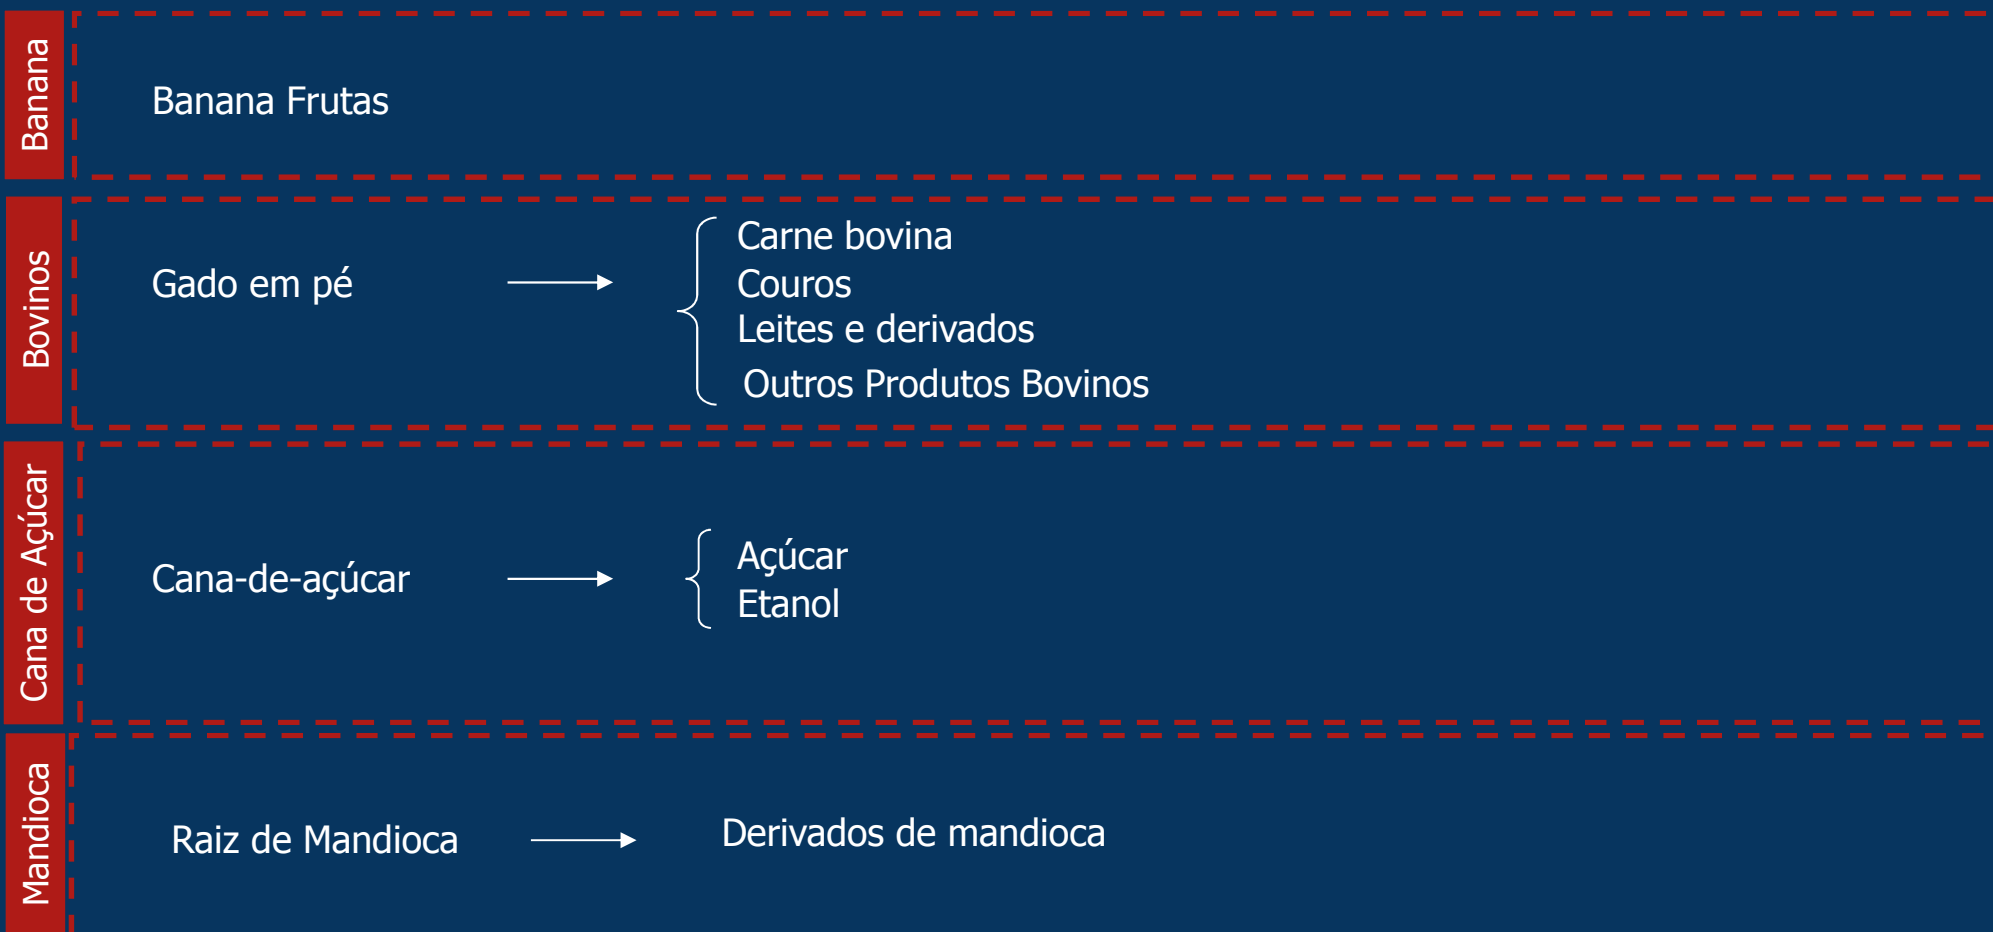 Banana
Banana Frutas
Bovinos
Gado em pé
Carne bovina
Couros
Leites e derivados
Outros Produtos Bovinos
Cana de Açúcar
Cana-de-açúcar
Açúcar
Etanol
Mandioca
Raiz de Mandioca
Derivados de mandioca